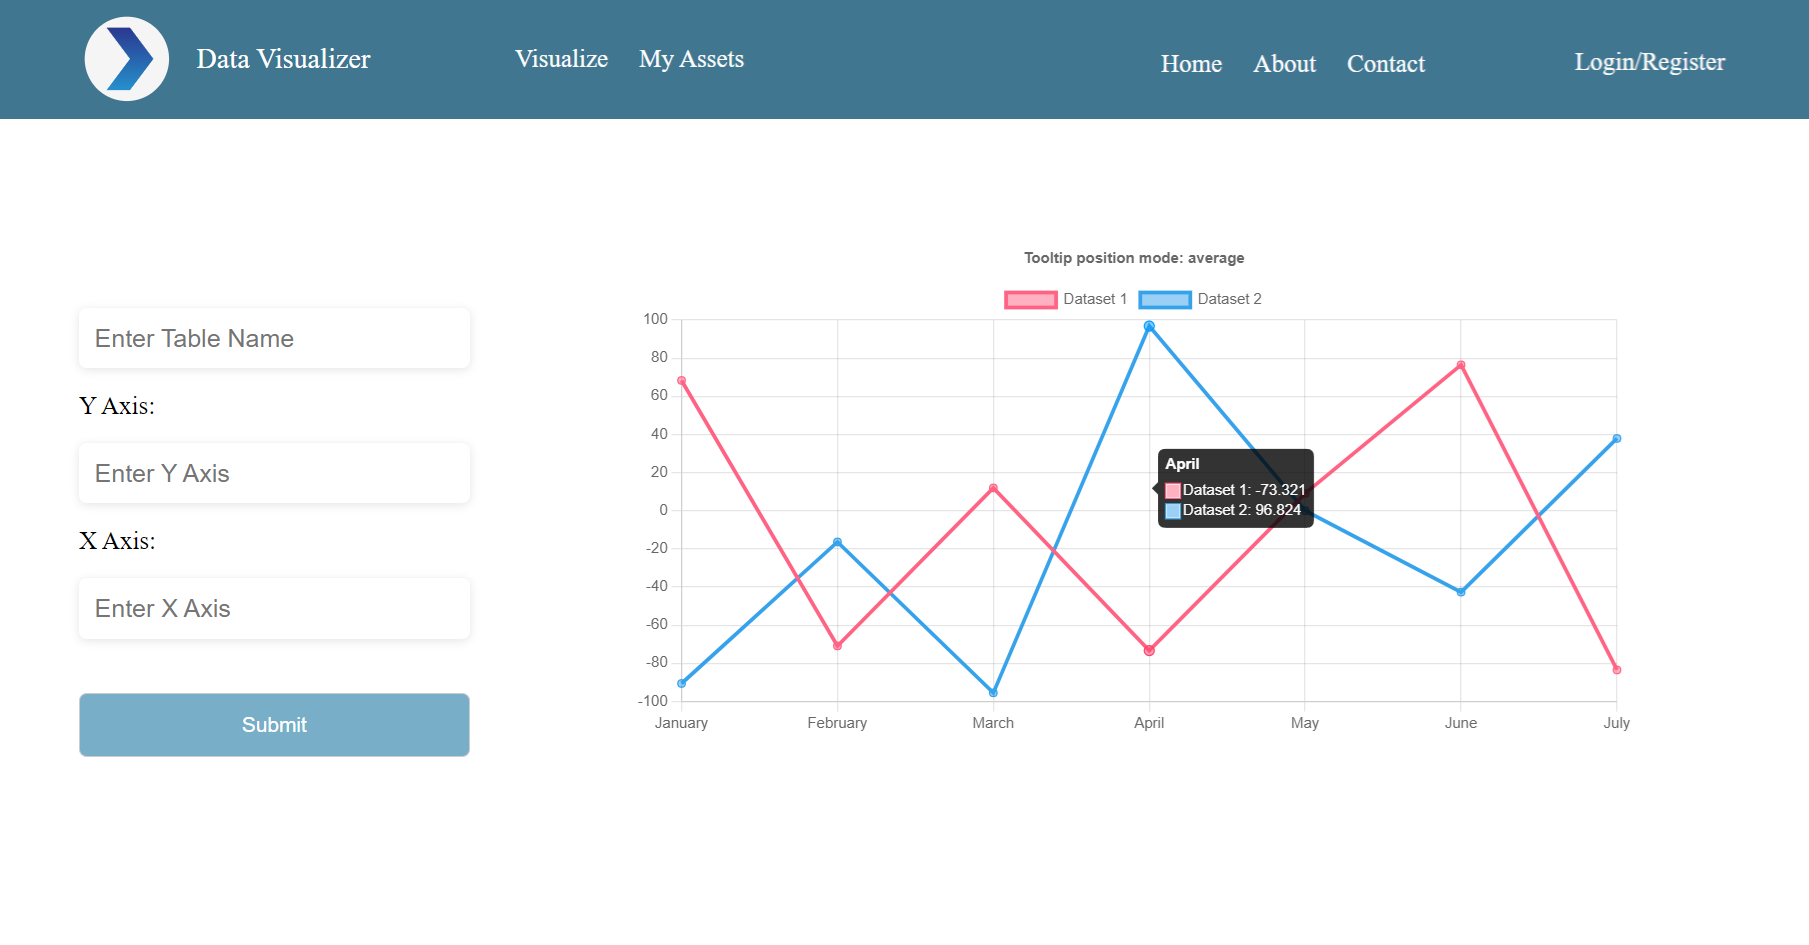 Data Visualizer
Visualize
My Assets
Home
About
Contact
Login/Register
Enter Table Name
Y Axis:
Enter Y Axis
X Axis:
Enter X Axis
Submit
Tooltip position mode: average
Dataset 1
Dataset 2
100
80
60
40
20
0
-20
-40
-60
-80
-100
April
Dataset 1: -73.321
Dataset 2: 96.824
January
February
March
April
May
June
July